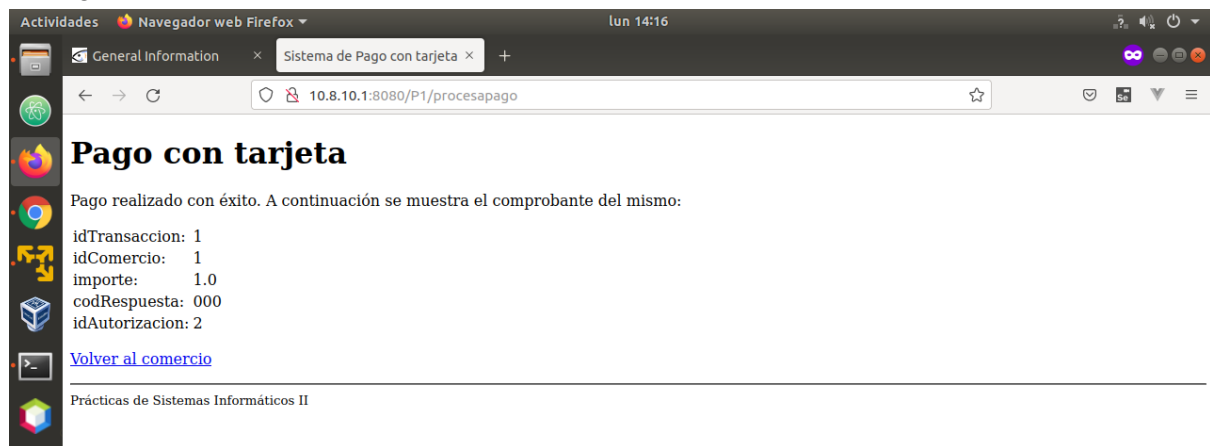 Actividades Navegador web Firefox lun 14:16
General Information × Sistema de Pago con tarjeta × +
10.8.10.1:8080/P1/procesapago
Pago con tarjeta
Pago realizado con éxito. A continuación se muestra el comprobante del mismo:
idTransaccion: 1
idComercio: 1
importe: 1.0
codRespuesta: 000
idAutorizacion: 2
Volver al comercio
Prácticas de Sistemas Informáticos II